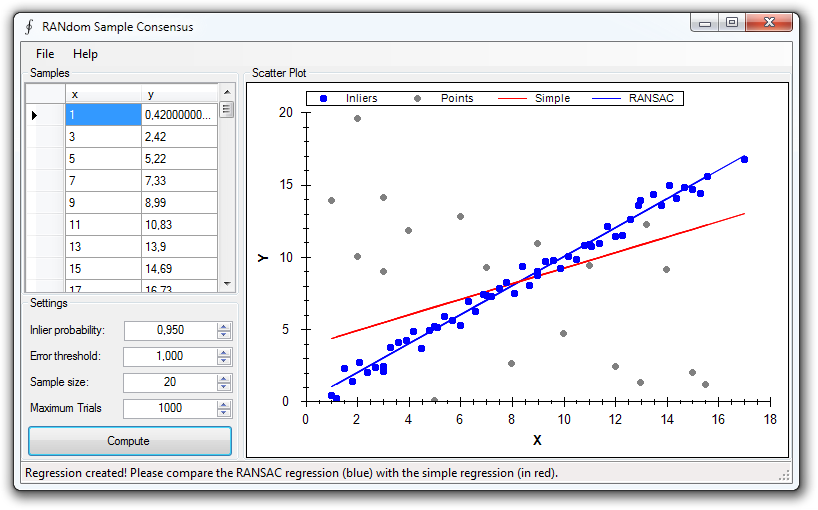 RANdom Sample Consensus
File Help
Samples
x y
1 0,42000000...
3 2,42
5 5,22
7 7,33
9 8,99
11 10,83
13 13,9
15 14,69
17 16,73
Settings
Inlier probability: 0,950
Error threshold: 1,000
Sample size: 20
Maximum Trials 1000
Compute
Scatter Plot
Inliers Points Simple RANSAC
20
15
10
5
0
Y
0 2 4 6 8 10 12 14 16 18
X
Regression created! Please compare the RANSAC regression (blue) with the simple regression (in red).